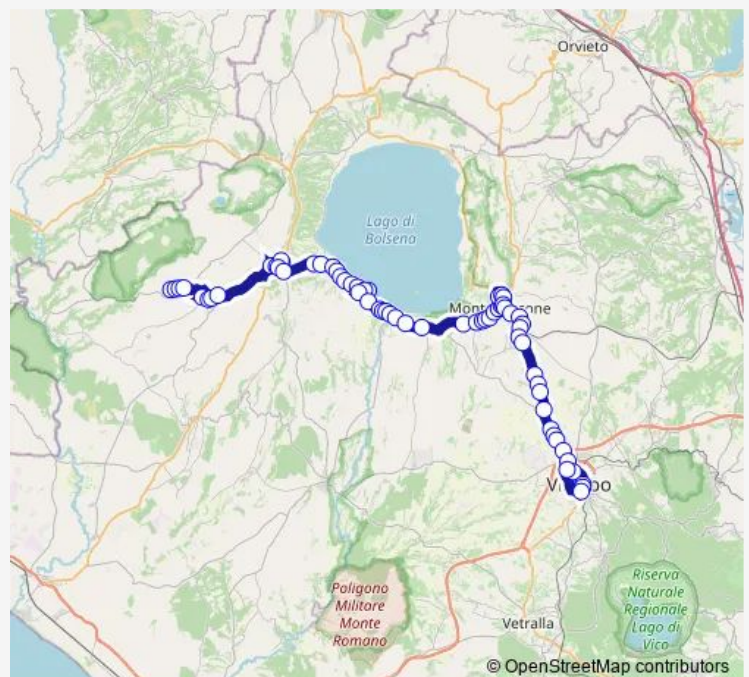 Orvieto
Lago di
Bolsena
Poligono
Militare
Monte
Romano
Vetralla
Riserva
Naturale
Regionale
Lago di
Vico
© OpenStreetMap contributors